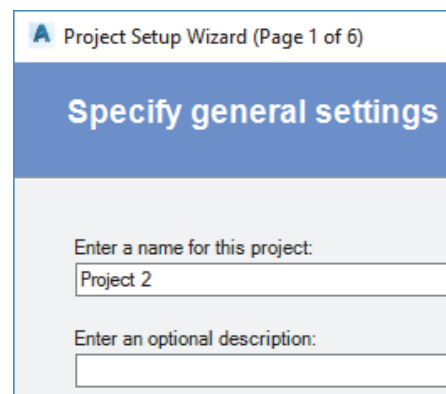 Project Setup Wizard (Page 1 of 6)
Specify general settings
Enter a name for this project:
Project 2
Enter an optional description: